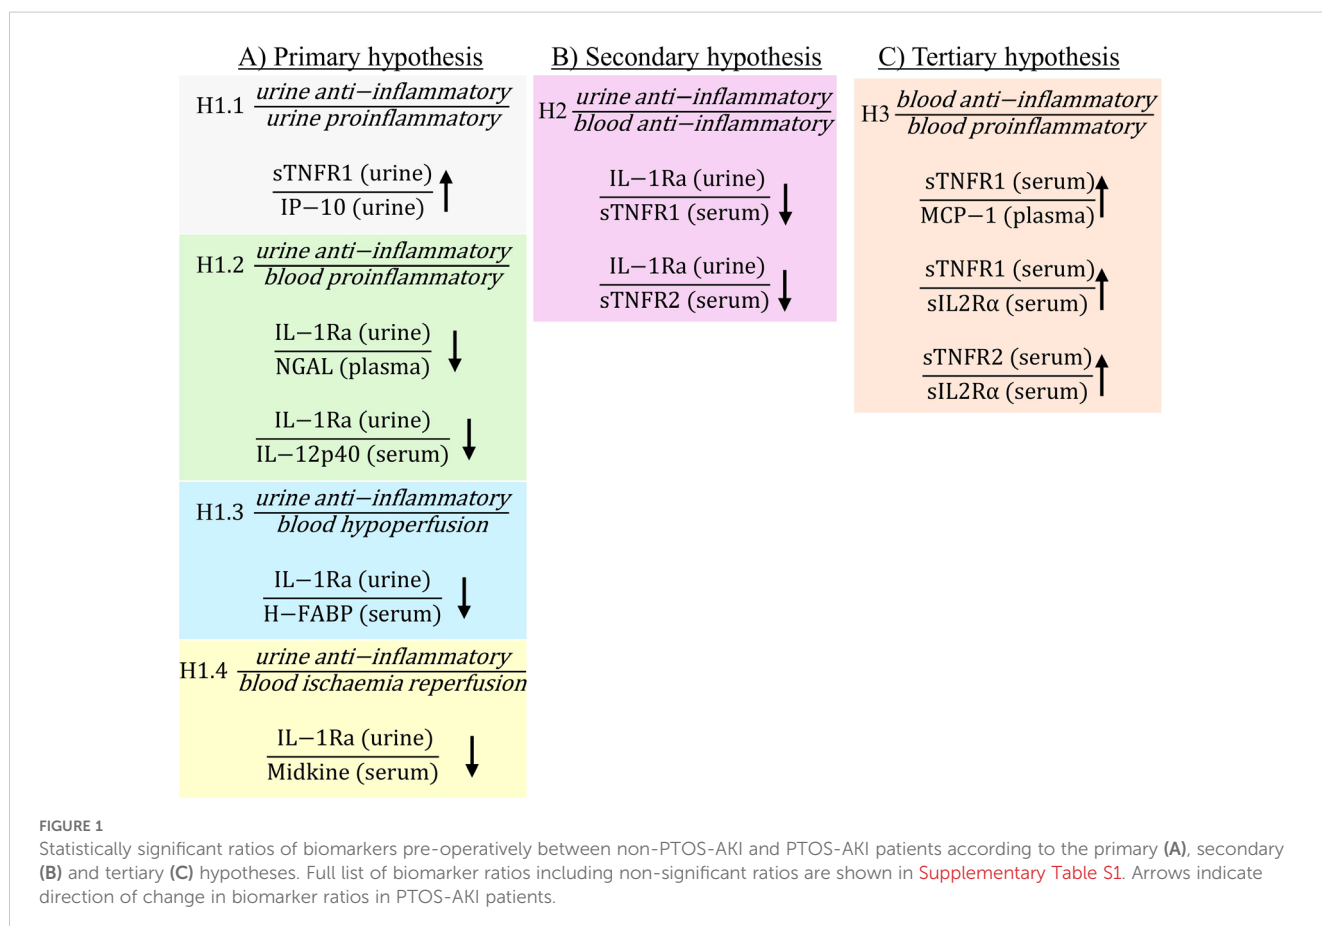 A) Primary hypothesis
H1.1 urine anti−inflammatory
urine proinflammatory
sTNFR1 (urine)
IP−10 (urine)
H1.2 urine anti−inflammatory
blood proinflammatory
IL−1Ra (urine)
NGAL (plasma)
IL−1Ra (urine)
IL−12p40 (serum)
H1.3 urine anti−inflammatory
blood hypoperfusion
IL−1Ra (urine)
H−FABP (serum)
H1.4 urine anti−inflammatory
blood ischaemia reperfusion
IL−1Ra (urine)
Midkine (serum)
B) Secondary hypothesis
H2 urine anti−inflammatory
blood anti−inflammatory
IL−1Ra (urine)
sTNFR1 (serum)
IL−1Ra (urine)
sTNFR2 (serum)
C) Tertiary hypothesis
H3 blood anti−inflammatory
blood proinflammatory
sTNFR1 (serum)
MCP−1 (plasma)
sTNFR1 (serum)
sIL2Rα (serum)
sTNFR2 (serum)
sIL2Rα (serum)
FIGURE 1
Statistically significant ratios of biomarkers pre-operatively between non-PTOS-AKI and PTOS-AKI patients according to the primary (A), secondary
(B) and tertiary (C) hypotheses. Full list of biomarker ratios including non-significant ratios are shown in Supplementary Table S1. Arrows indicate
direction of change in biomarker ratios in PTOS-AKI patients.